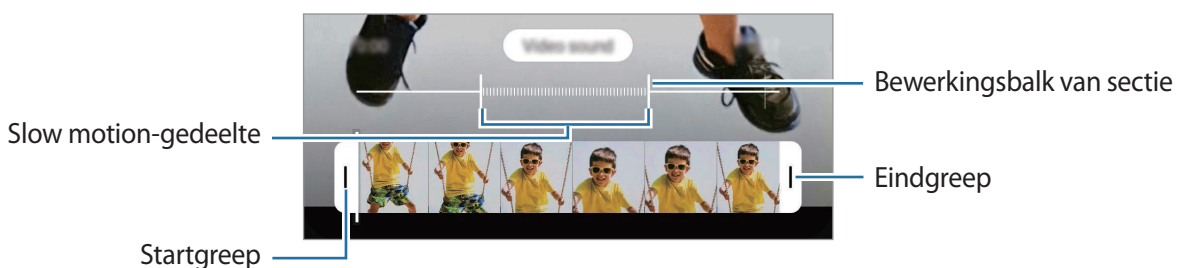 Video sound
Bewerkingsbalk van sectie
Slow motion-gedeelte
Eindgreep
Startgreep